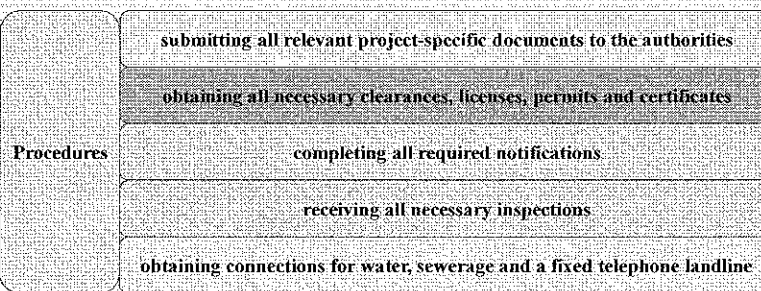 submitting all relevant project-specific documents to the authorities
obtaining all necessary clearances, licenses, permits and certificates
Procedures
completing all required notifications
receiving all necessary inspections
obtaining connections for water, sewerage and a fixed telephone landline